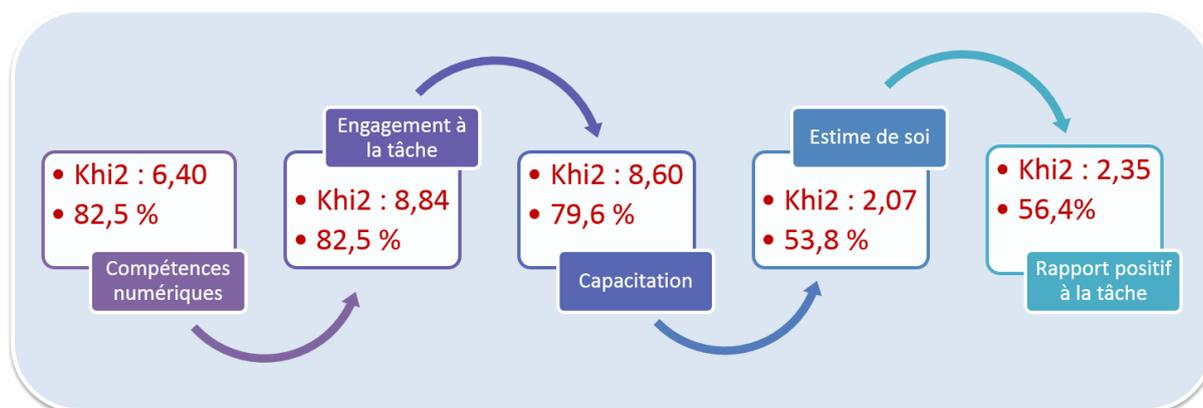 • Khi2 : 6,40
• 82,5 %
Compétences
numériques
Engagement à
la tâche
• Khi2 : 8,84
• 82,5 %
• Khi2 : 8,60
• 79,6 %
Capacitation
Estime de soi
• Khi2 : 2,07
• 53,8 %
• Khi2 : 2,35
• 56,4%
Rapport positif
à la tâche